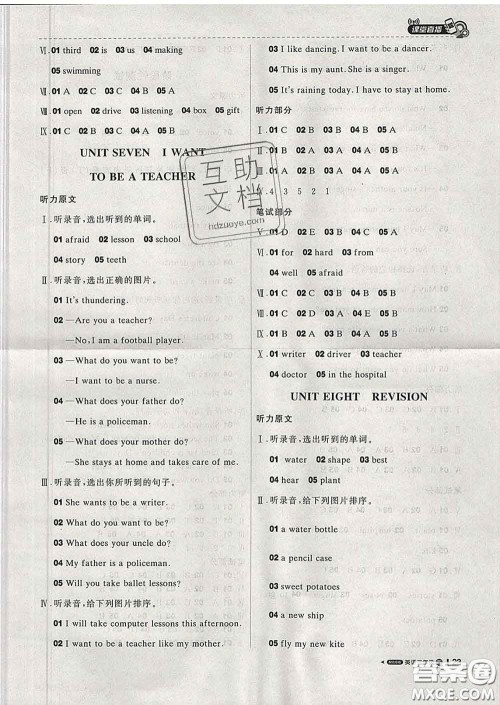 课堂直播
Ⅵ. 01 third 02 is 03 us 04 making
05 swimming
Ⅶ. 01 A 02 B 03 C 04 A 05 A
Ⅷ. 01 open 02 drive 03 listening 04 box 05 gift
Ⅸ. 01 C 02 B 03 C 04 A 05 B
UNIT SEVEN I WANT
TO BE A TEACHER
听力原文
Ⅰ. 听录音,选出听到的单词。
01 afraid 02 lesson 03 school
04 story 05 teeth
Ⅱ. 听录音,选出正确的图片。
01 It's thundering.
02 —Are you a teacher?
—No, I am a football player.
03 —What do you want to be?
—I want to be a nurse.
04 —What does your father do?
—He is a policeman.
05 —What does your mother do?
—She stays at home and takes care of me.
Ⅲ. 听录音,选出你所听到的句子。
01 She wants to be a writer.
02 What do you want to be?
03 What does your uncle do?
04 My father is a policeman.
05 Will you take ballet lessons?
Ⅳ. 听录音,给下列图片排序。
01 I will take computer lessons this afternoon.
02 I want to be a teacher like my mother.
03 I like dancing. I want to be a dancer.
04 This is my aunt. She is a singer.
05 It's raining today. I have to stay at home.
听力部分
Ⅰ. 01 C 02 B 03 B 04 C 05 A
Ⅱ. 01 C 02 A 03 B 04 A 05 B
Ⅲ. 01 C 02 A 03 B 04 A 05 A
Ⅳ. 4 3 5 2 1
笔试部分
Ⅴ. 01 D 02 E 03 B 04 C 05 A
Ⅵ. 01 for 02 hard 03 from
04 well 05 afraid
Ⅶ. 01 B 02 B 03 A 04 C 05 A
Ⅷ. 01 A 02 A 03 B 04 A 05 B
Ⅸ. 01 B 02 B 03 A 04 A 05 B
Ⅹ. 01 writer 02 driver 03 teacher
04 doctor 05 in the hospital
UNIT EIGHT REVISION
听力原文
Ⅰ. 听录音,选出听到的单词。
01 water 02 shape 03 best
04 hear 05 plant
Ⅱ. 听录音,给下列图片排序。
01 a water bottle
02 a pencil case
03 sweet potatoes
04 a new ship
05 fly my new kite
互助
文档
hdzuoye.com
答案圈
MXQE.COM